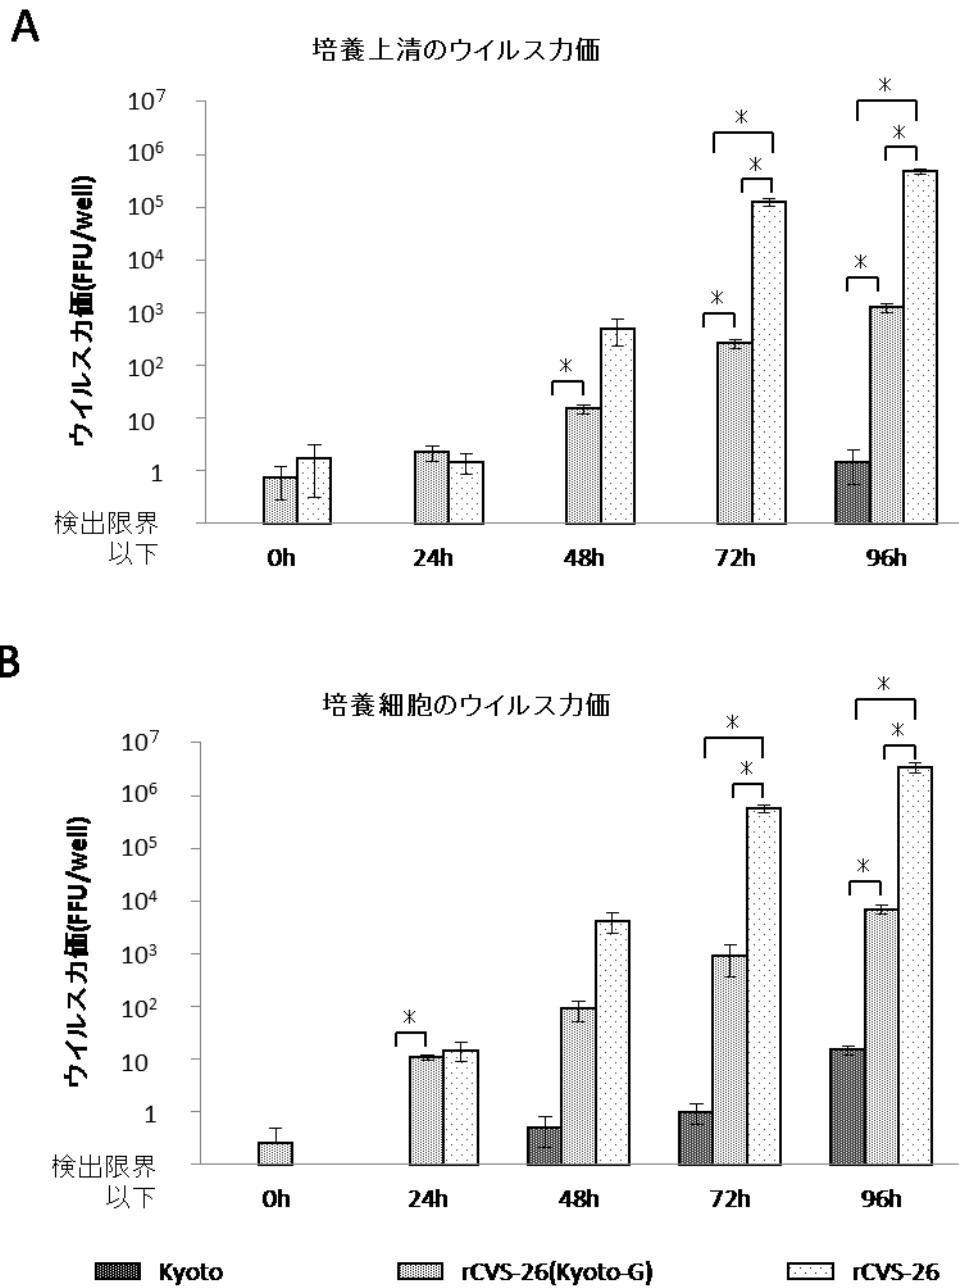 A
培養上清のウイルス力価
ウイルス力価(FFU/well)
10⁷
10⁶
10⁵
10⁴
10³
10²
10
1
検出限界
以下
* * * * * * *
0h 24h 48h 72h 96h
B
培養細胞のウイルス力価
ウイルス力価(FFU/well)
10⁷
10⁶
10⁵
10⁴
10³
10²
10
1
検出限界
以下
* * * * * *
0h 24h 48h 72h 96h
Kyoto rCVS-26(Kyoto-G) rCVS-26